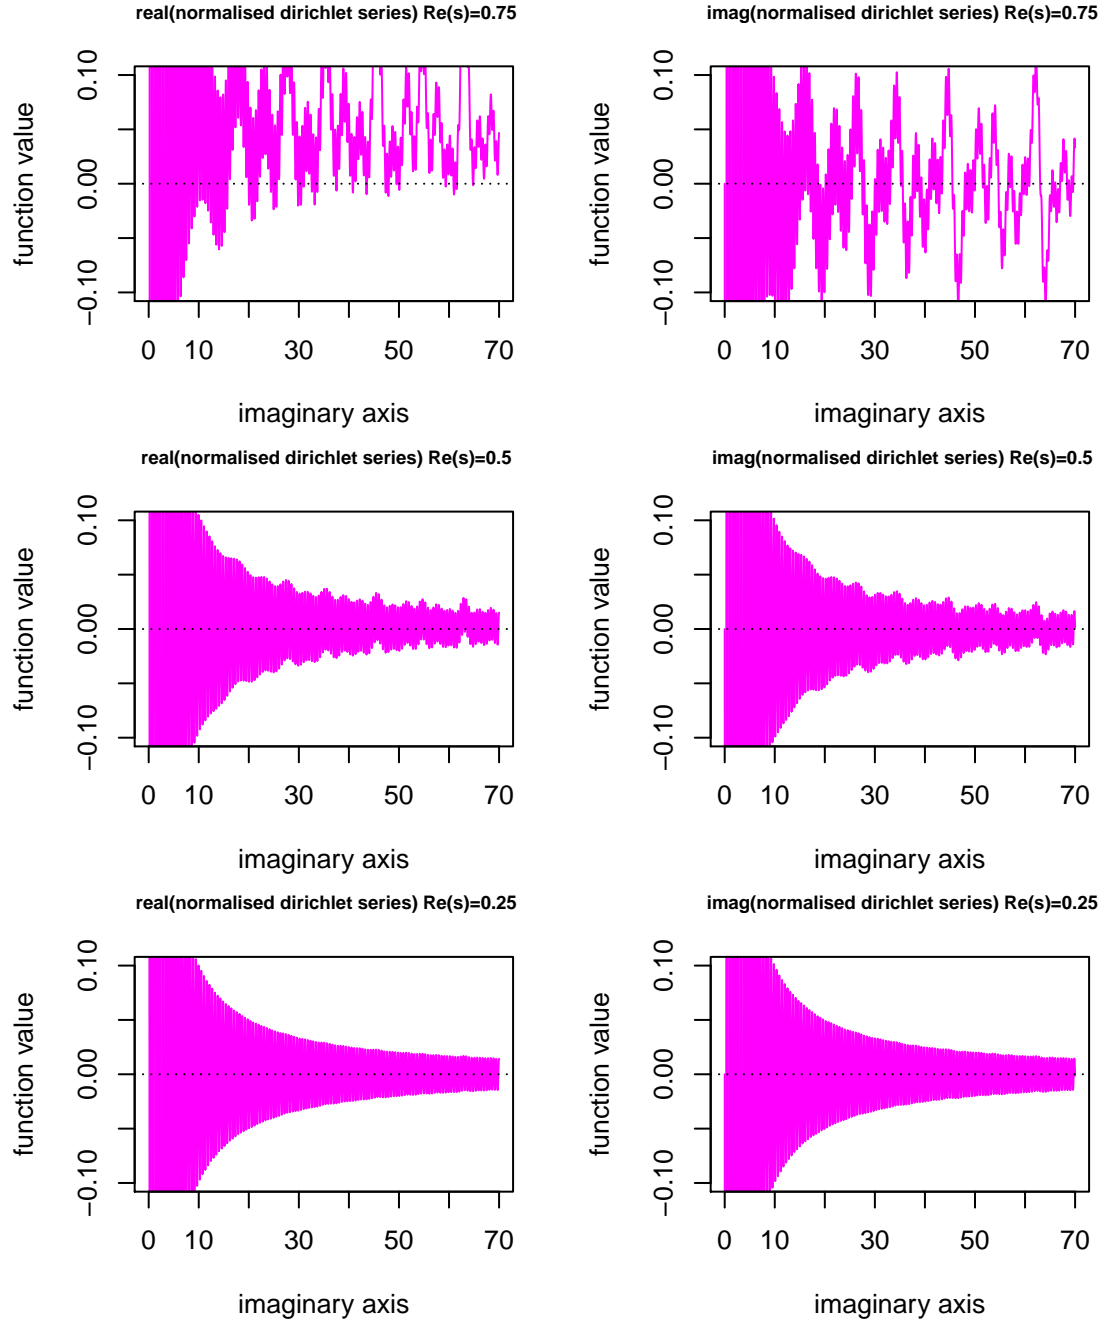 real(normalised dirichlet series) Re(s)=0.75
function value
0.10
0.00
−0.10
0 10 30 50 70
imaginary axis
imag(normalised dirichlet series) Re(s)=0.75
function value
0.10
0.00
−0.10
0 10 30 50 70
imaginary axis
real(normalised dirichlet series) Re(s)=0.5
function value
0.10
0.00
−0.10
0 10 30 50 70
imaginary axis
imag(normalised dirichlet series) Re(s)=0.5
function value
0.10
0.00
−0.10
0 10 30 50 70
imaginary axis
real(normalised dirichlet series) Re(s)=0.25
function value
0.10
0.00
−0.10
0 10 30 50 70
imaginary axis
imag(normalised dirichlet series) Re(s)=0.25
function value
0.10
0.00
−0.10
0 10 30 50 70
imaginary axis